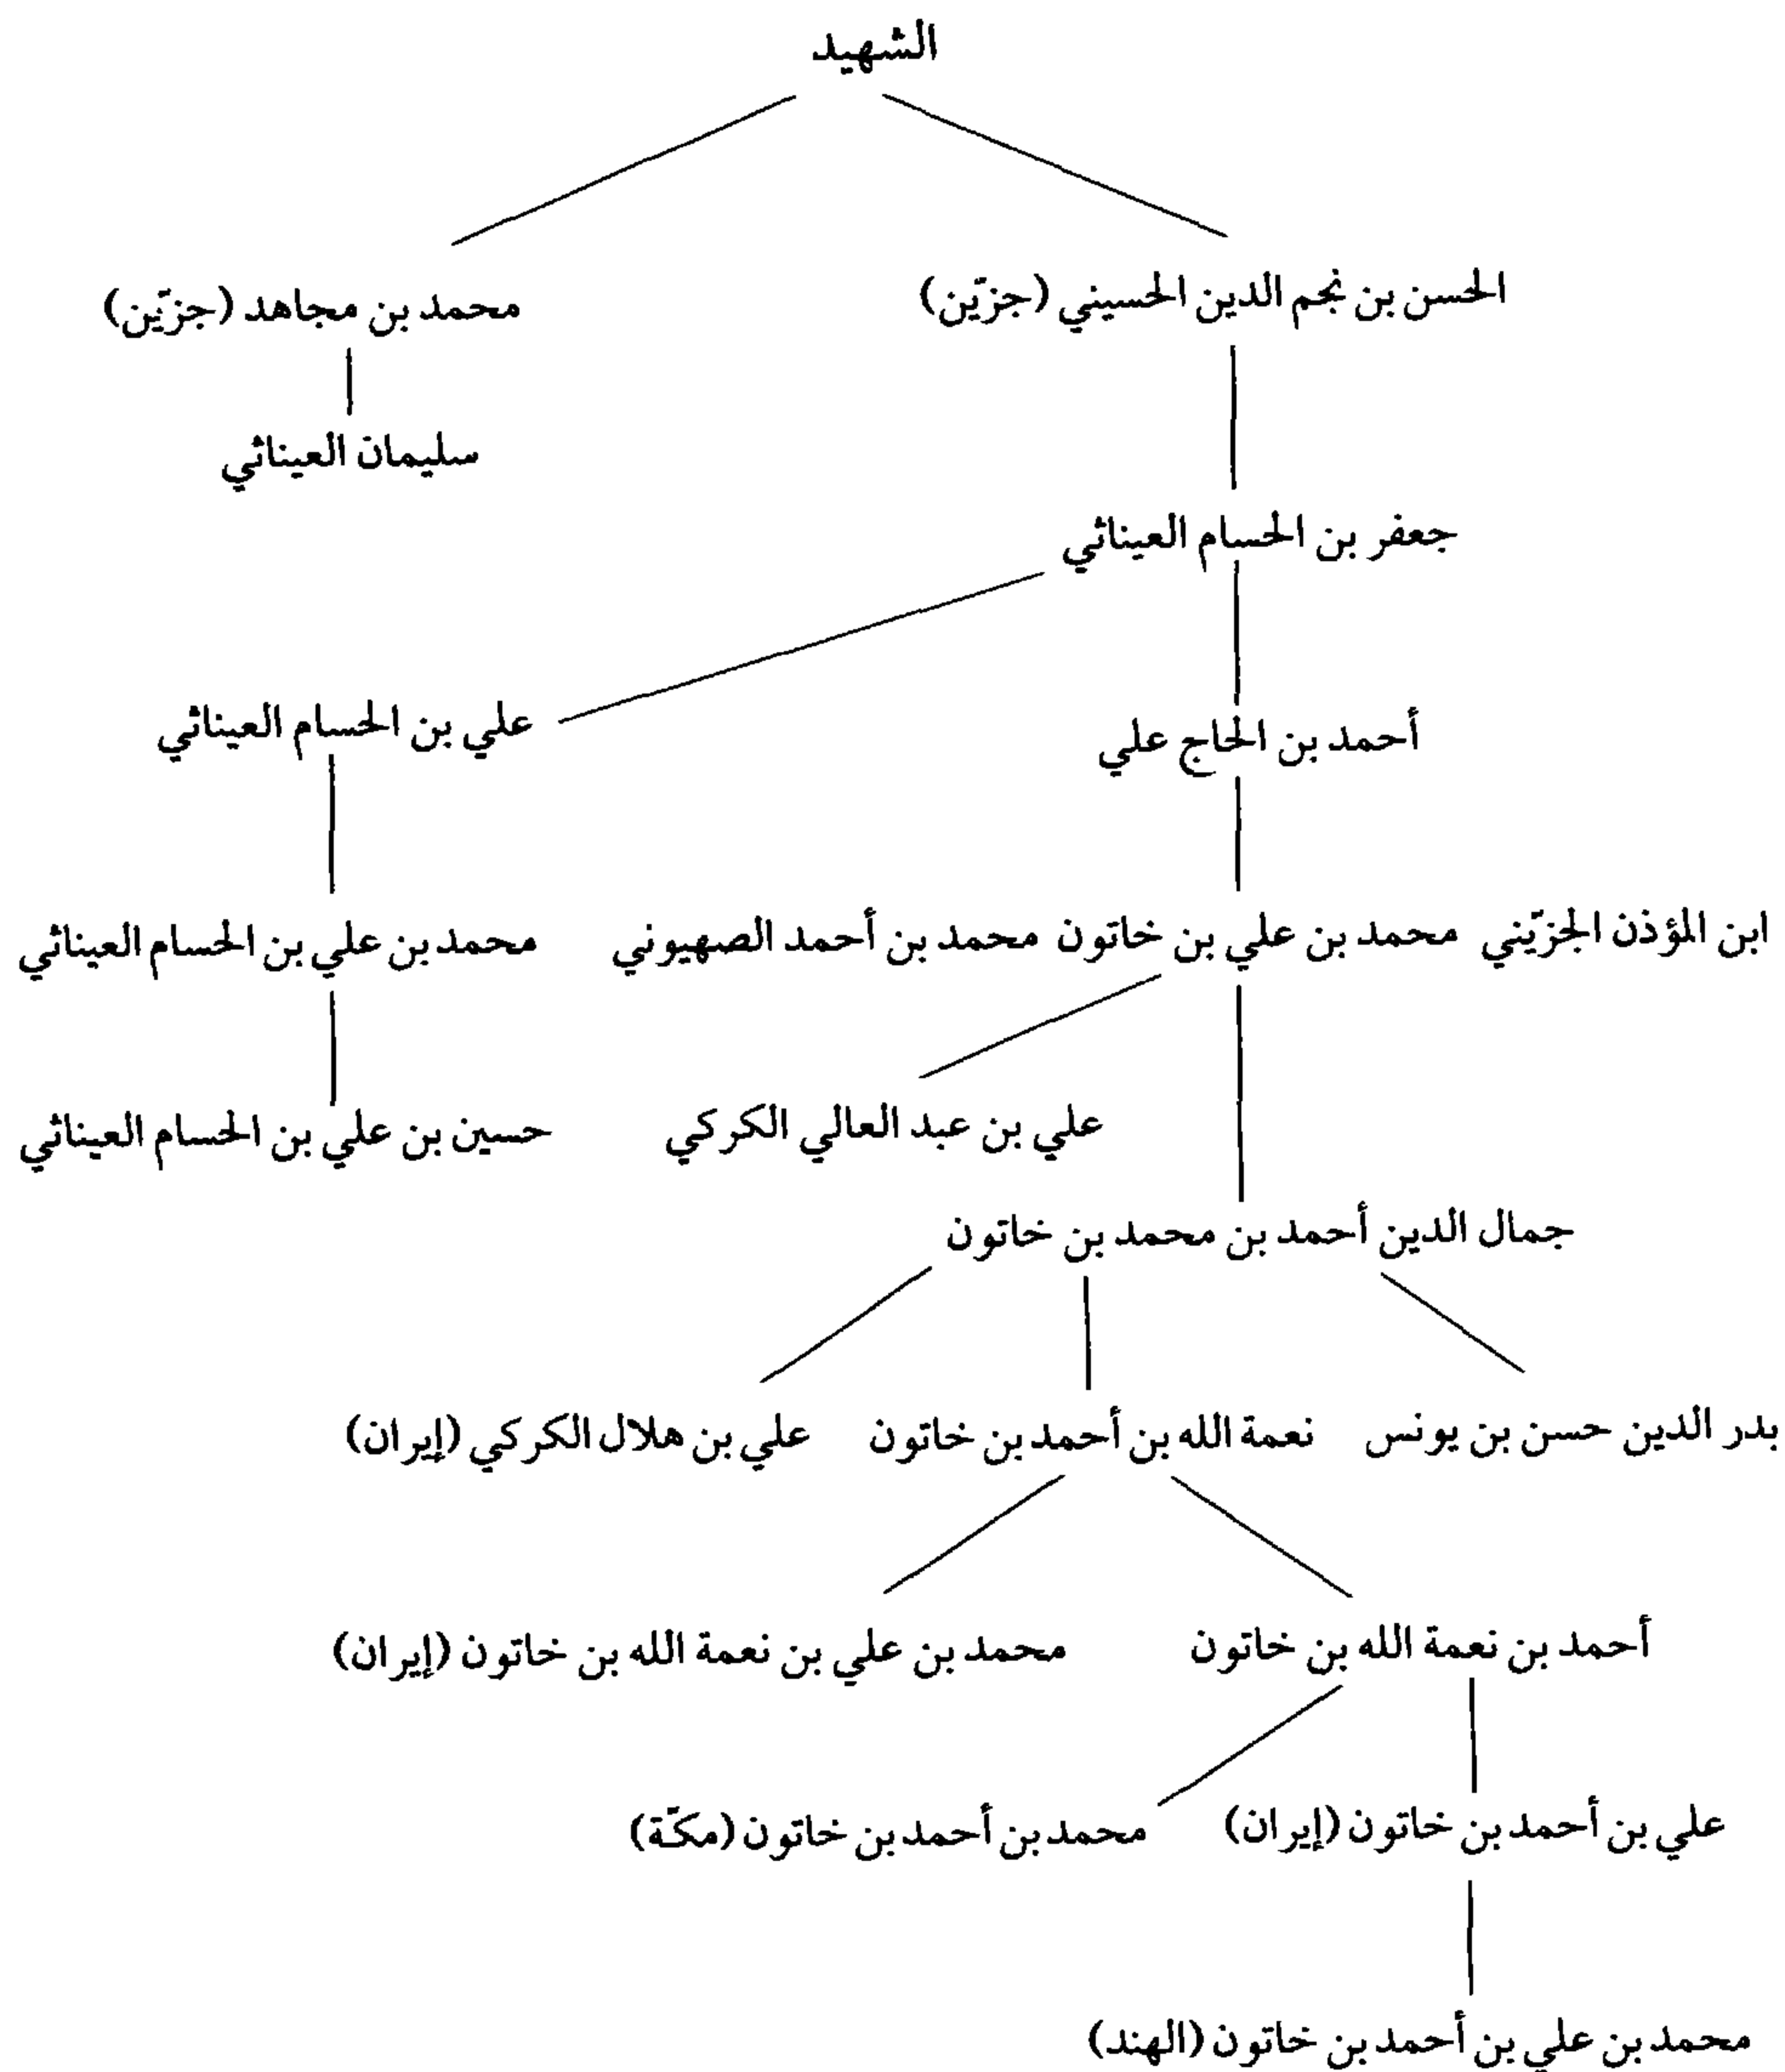 الشهيد
الحسن بن نجم الدين الحسيني (جزّين)
محمد بن مجاهد (جزّين)
سليمان العيناثي
جعفر بن الحسام العيناثي
أحمد بن الحاج علي
علي بن الحسام العيناثي
ابن المؤذن الجزّيني محمد بن علي بن خاتون محمد بن أحمد الصهيوني
محمد بن علي بن الحسام العيناثي
علي بن عبد العالي الكركي
حسين بن علي بن الحسام العيناثي
جمال الدين أحمد بن محمد بن خاتون
بدر الدين حسن بن يونس
نعمة الله بن أحمد بن خاتون
علي بن هلال الكركي (إيران)
أحمد بن نعمة الله بن خاتون
محمد بن علي بن نعمة الله بن خاتون (إيران)
علي بن أحمد بن خاتون (إيران)
محمد بن أحمد بن خاتون (مكّة)
محمد بن علي بن أحمد بن خاتون (الهند)